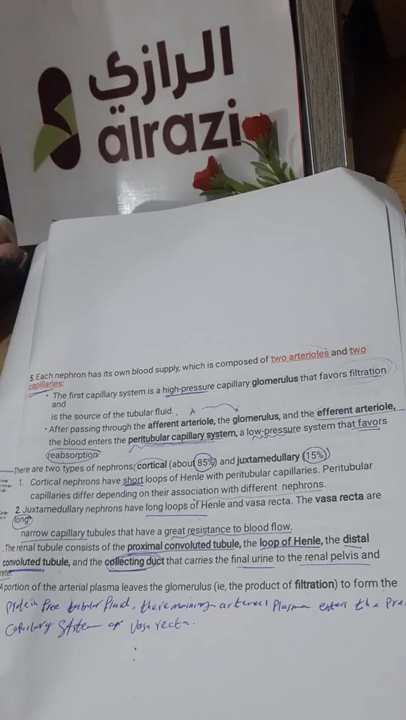 الرازي
alrazi
5 Each nephron has its own blood supply, which is composed of two arterioles and two
capillaries:
• The first capillary system is a high-pressure capillary glomerulus that favors filtration
and
is the source of the tubular fluid.
• After passing through the afferent arteriole, the glomerulus, and the efferent arteriole,
the blood enters the peritubular capillary system, a low-pressure system that favors
reabsorption
There are two types of nephrons: cortical (about 85%) and juxtamedullary (15%)
1. Cortical nephrons have short loops of Henle with peritubular capillaries. Peritubular
capillaries differ depending on their association with different nephrons.
2. Juxtamedullary nephrons have long loops of Henle and vasa recta. The vasa recta are
long
narrow capillary tubules that have a great resistance to blood flow.
The renal tubule consists of the proximal convoluted tubule, the loop of Henle, the distal
convoluted tubule, and the collecting duct that carries the final urine to the renal pelvis and
A portion of the arterial plasma leaves the glomerulus (ie, the product of filtration) to form the
Protein free tubular fluid. the remaining arterial Plasma enters the
Capillary System or Vasa recta.